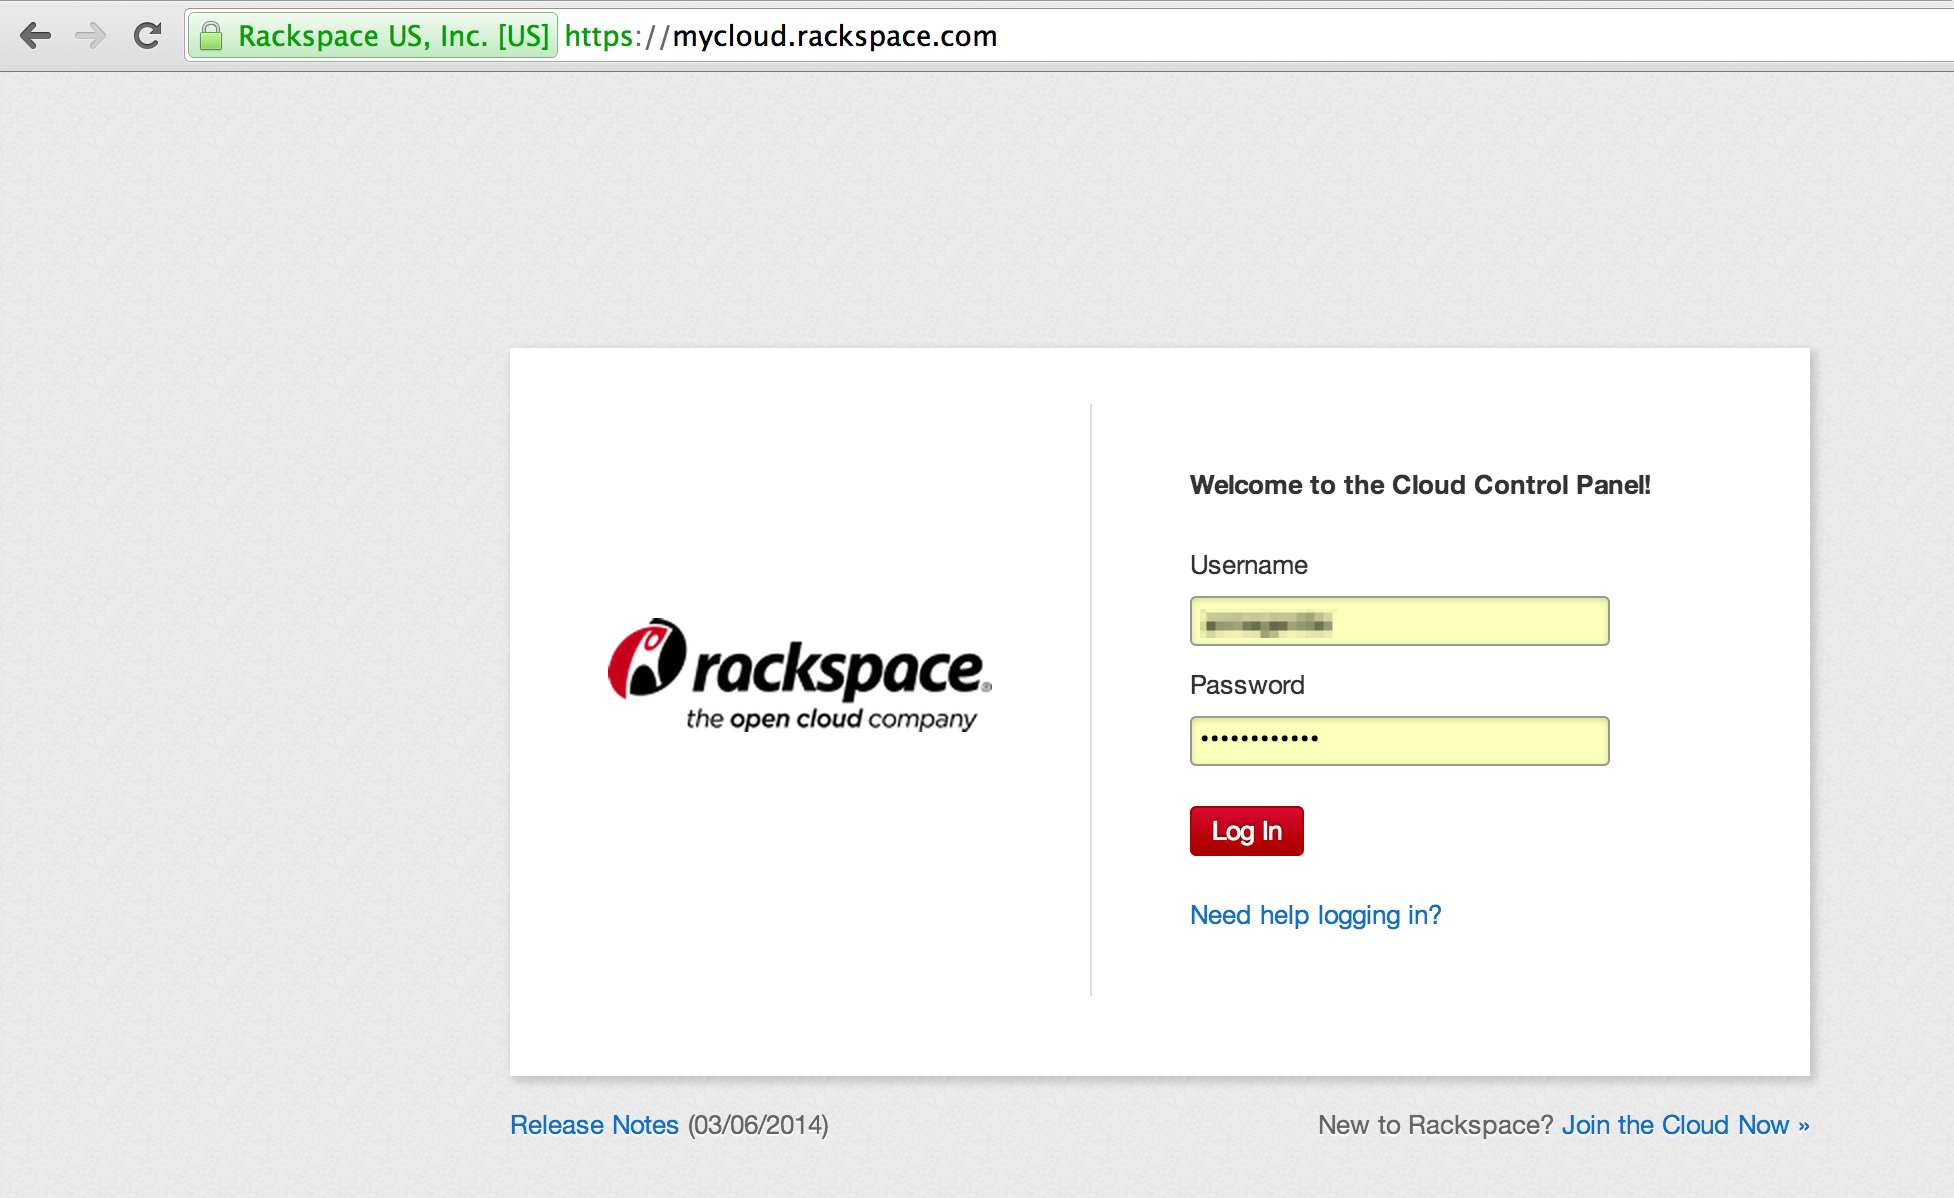 Rackspace US, Inc. [US] https://mycloud.rackspace.com
rackspace®
the open cloud company
Welcome to the Cloud Control Panel!
Username
Password
••••••••••••
Log In
Need help logging in?
Release Notes (03/06/2014)
New to Rackspace? Join the Cloud Now »